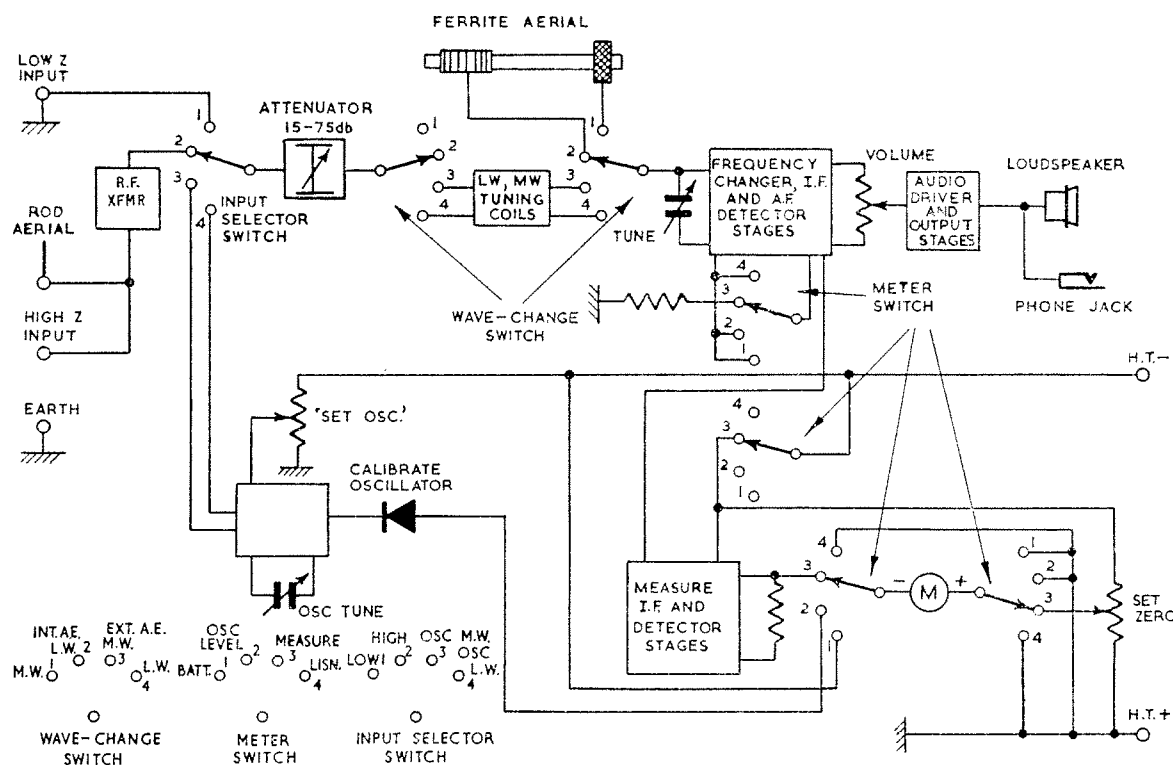 FERRITE AERIAL
LOW Z
INPUT
ATTENUATOR
15-75db
1
2
3
4
R.F.
XFMR
INPUT
SELECTOR
SWITCH
ROD
AERIAL
HIGH Z
INPUT
EARTH
1
2
3
4
LW, MW
TUNING
COILS
1
2
3
4
WAVE-CHANGE
SWITCH
TUNE
FREQUENCY
CHANGER, I.F.
AND A.F.
DETECTOR
STAGES
VOLUME
AUDIO
DRIVER
AND
OUTPUT
STAGES
LOUDSPEAKER
PHONE JACK
4
3
2
1
METER
SWITCH
H.T.-
'SET OSC.'
CALIBRATE
OSCILLATOR
OSC TUNE
4
3
2
1
MEASURE
I.F. AND
DETECTOR
STAGES
4
3
2
1
- M +
1
2
3
4
SET
ZERO
H.T.+
INT. AE.
L.W. 2
M.W. 1
EXT. A.E.
M.W.
3
L.W.
4
WAVE-CHANGE
SWITCH
OSC
LEVEL
2
BATT. 1
MEASURE
3
LISN.
4
METER
SWITCH
LOW 1
HIGH
2
OSC M.W.
3
OSC
L.W.
4
INPUT SELECTOR
SWITCH